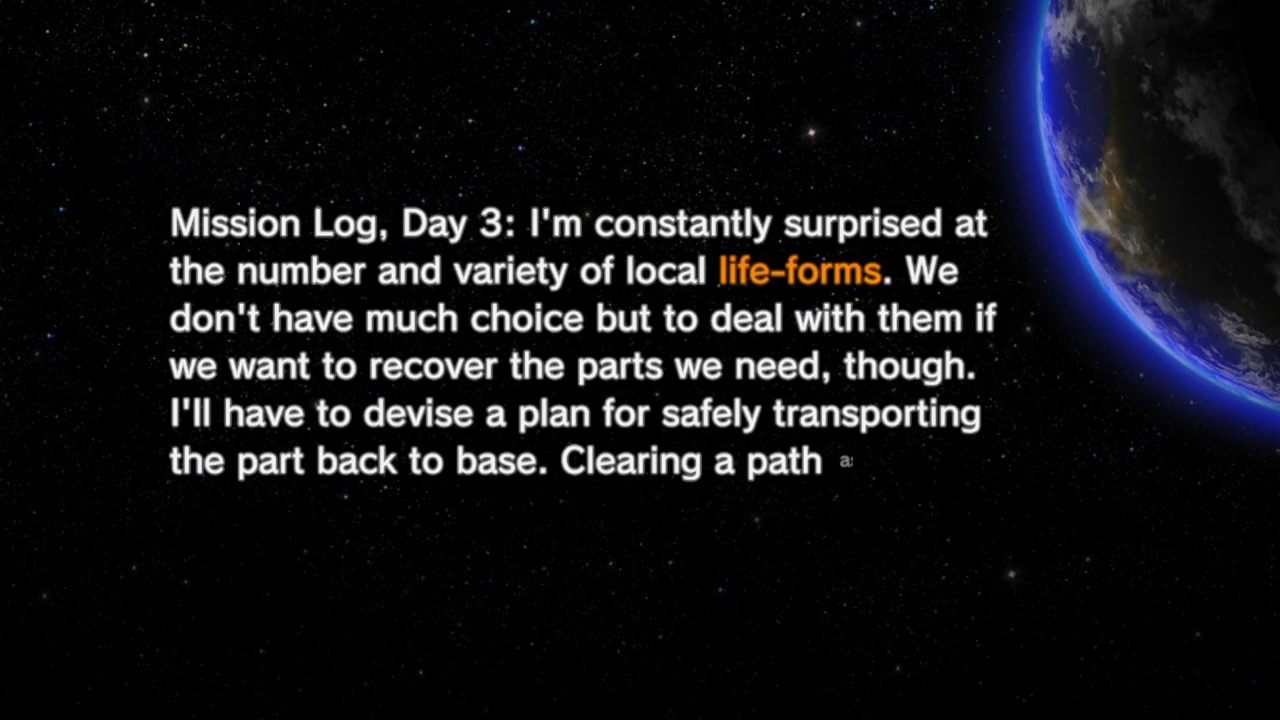 Mission Log, Day 3: I'm constantly surprised at
the number and variety of local life-forms. We
don't have much choice but to deal with them if
we want to recover the parts we need, though.
I'll have to devise a plan for safely transporting
the part back to base. Clearing a path